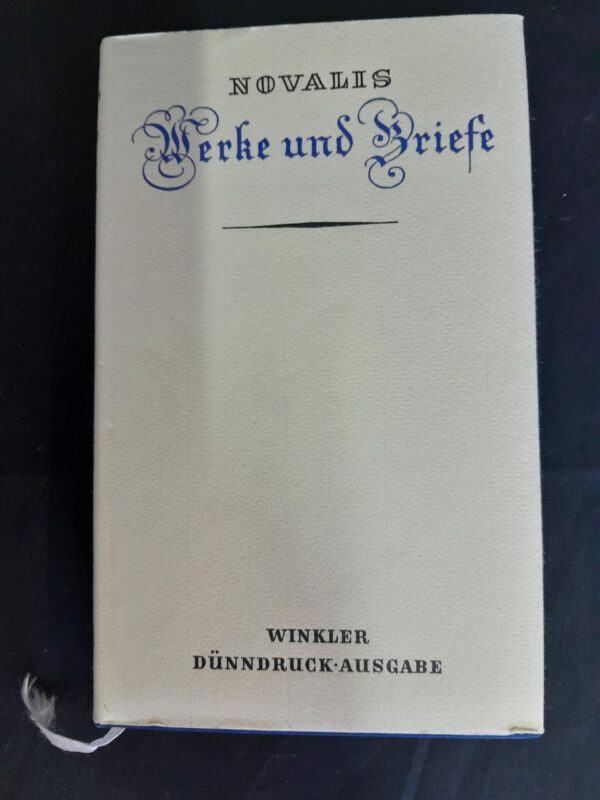 NOVALIS
Werke und Briefe
WINKLER
DÜNNDRUCK·AUSGABE